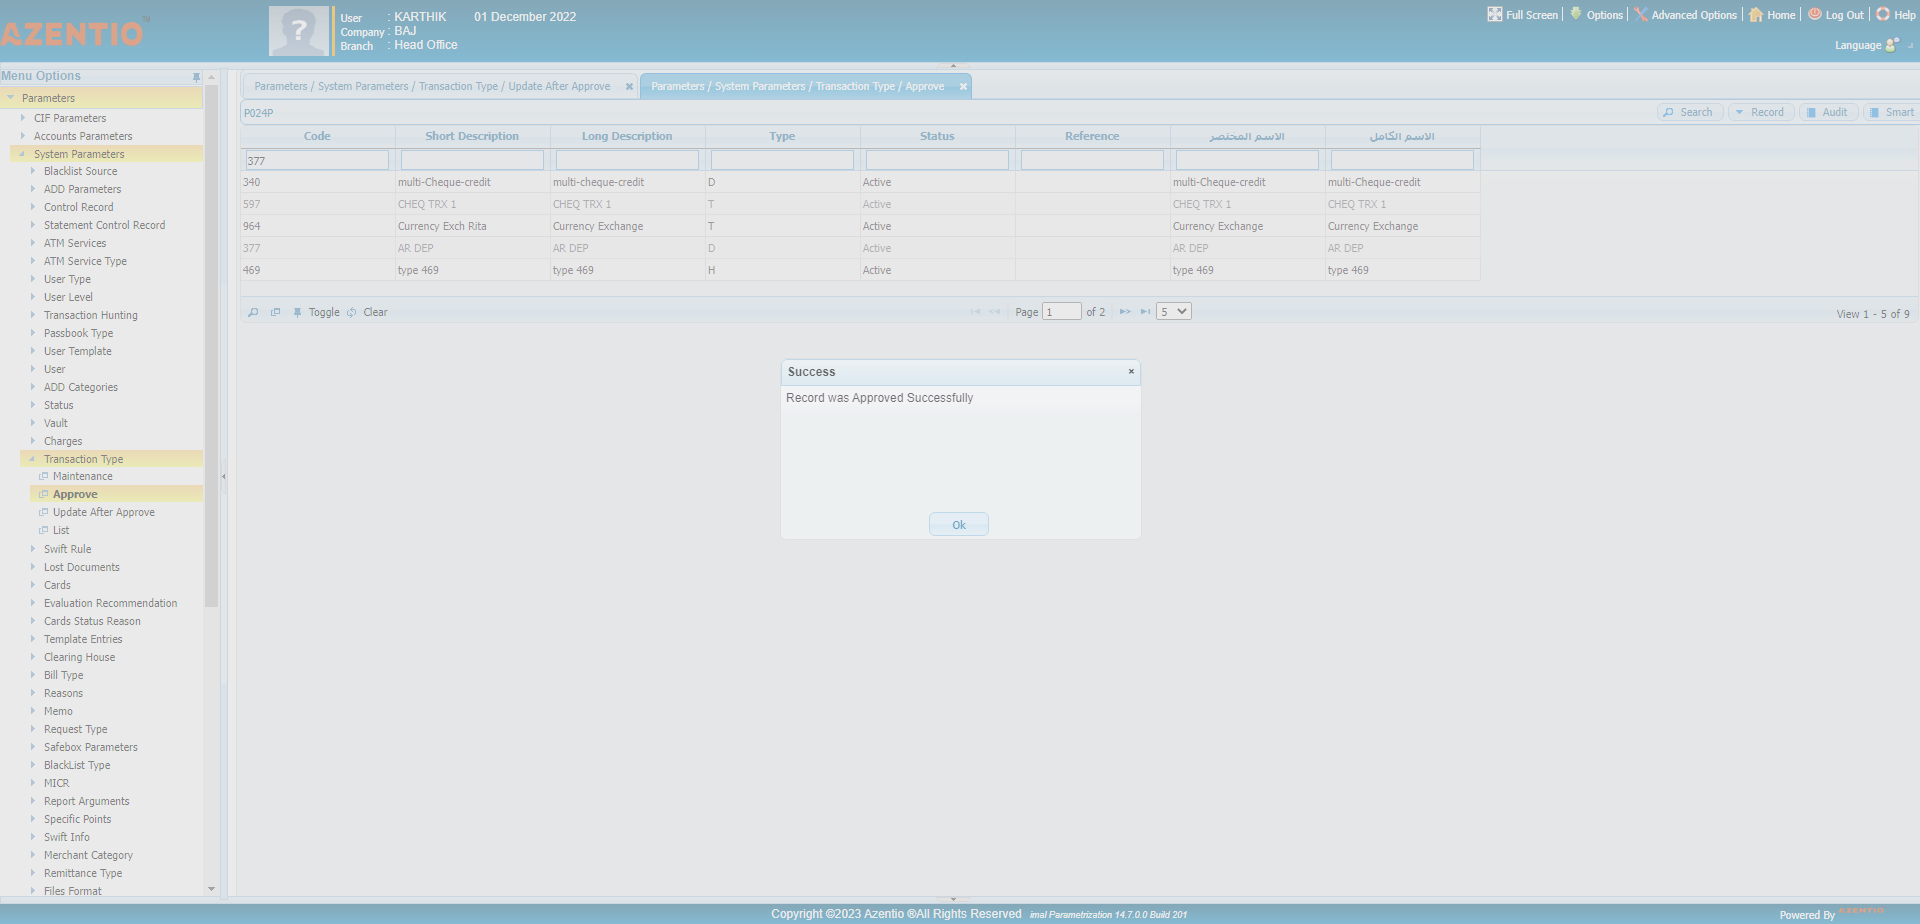 AZENTIO TM
User : KARTHIK 01 December 2022
Company : BAJ
Branch : Head Office
Full Screen Options Advanced Options Home Log Out Help
Language
Menu Options
Parameters
CIF Parameters
Accounts Parameters
System Parameters
Blacklist Source
ADD Parameters
Control Record
Statement Control Record
ATM Services
ATM Service Type
User Type
User Level
Transaction Hunting
Passbook Type
User Template
User
ADD Categories
Status
Vault
Charges
Transaction Type
Maintenance
Approve
Update After Approve
List
Swift Rule
Lost Documents
Cards
Evaluation Recommendation
Cards Status Reason
Template Entries
Clearing House
Bill Type
Reasons
Memo
Request Type
Safebox Parameters
BlackList Type
MICR
Report Arguments
Specific Points
Swift Info
Merchant Category
Remittance Type
Files Format
Parameters / System Parameters / Transaction Type / Update After Approve
Parameters / System Parameters / Transaction Type / Approve
P024P
Search Record Audit Smart
Code Short Description Long Description Type Status Reference الاسم المختصر الاسم الكامل
377
340 multi-Cheque-credit multi-cheque-credit D Active multi-Cheque-credit multi-Cheque-credit
597 CHEQ TRX 1 CHEQ TRX 1 T Active CHEQ TRX 1 CHEQ TRX 1
964 Currency Exch Rita Currency Exchange T Active Currency Exchange Currency Exchange
377 AR DEP AR DEP D Active AR DEP AR DEP
469 type 469 type 469 H Active type 469 type 469
Toggle Clear Page 1 of 2 5 View 1 - 5 of 9
Success
Record was Approved Successfully
Ok
Copyright ©2023 Azentio ®All Rights Reserved imal Parametrization 14.7.0.0 Build 201
Powered By AZENTIO